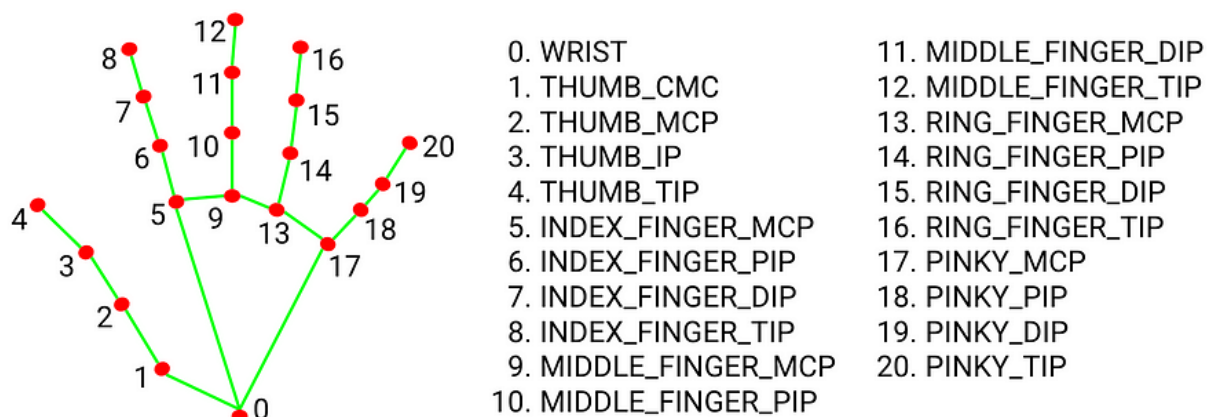 12
8
16
11
7
15
10
6
14
20
19
4
5
9
13
18
3
17
2
1
0
0. WRIST
1. THUMB_CMC
2. THUMB_MCP
3. THUMB_IP
4. THUMB_TIP
5. INDEX_FINGER_MCP
6. INDEX_FINGER_PIP
7. INDEX_FINGER_DIP
8. INDEX_FINGER_TIP
9. MIDDLE_FINGER_MCP
10. MIDDLE_FINGER_PIP
11. MIDDLE_FINGER_DIP
12. MIDDLE_FINGER_TIP
13. RING_FINGER_MCP
14. RING_FINGER_PIP
15. RING_FINGER_DIP
16. RING_FINGER_TIP
17. PINKY_MCP
18. PINKY_PIP
19. PINKY_DIP
20. PINKY_TIP